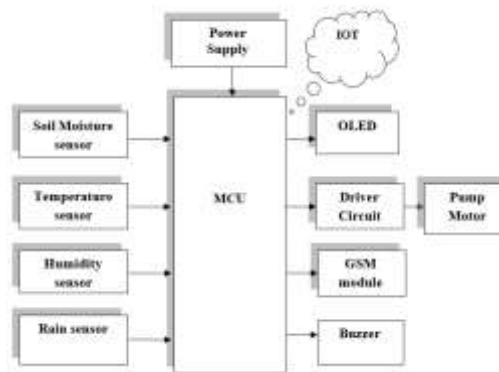 Power
Supply
IOT
Soil Moisture
sensor
OLED
Temperature
sensor
MCU
Driver
Circuit
Pump
Motor
Humidity
sensor
GSM
module
Rain sensor
Buzzer